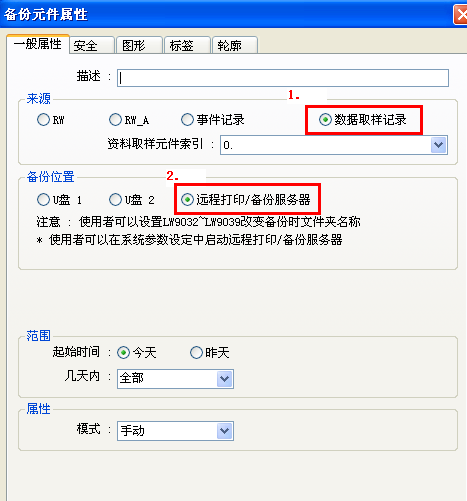 备份元件属性
一般属性 安全 图形 标签 轮廓
描述 :
1.
来源
RW RW_A 事件记录 数据取样记录
资料取样元件索引 : 0.
2.
备份位置
U盘 1 U盘 2 远程打印/备份服务器
注意 : 使用者可以设置LW9032~LW9039改变备份时文件夹名称
* 使用者可以在系统参数设定中启动远程打印/备份服务器
范围
起始时间 : 今天 昨天
几天内 : 全部
属性
模式 : 手动